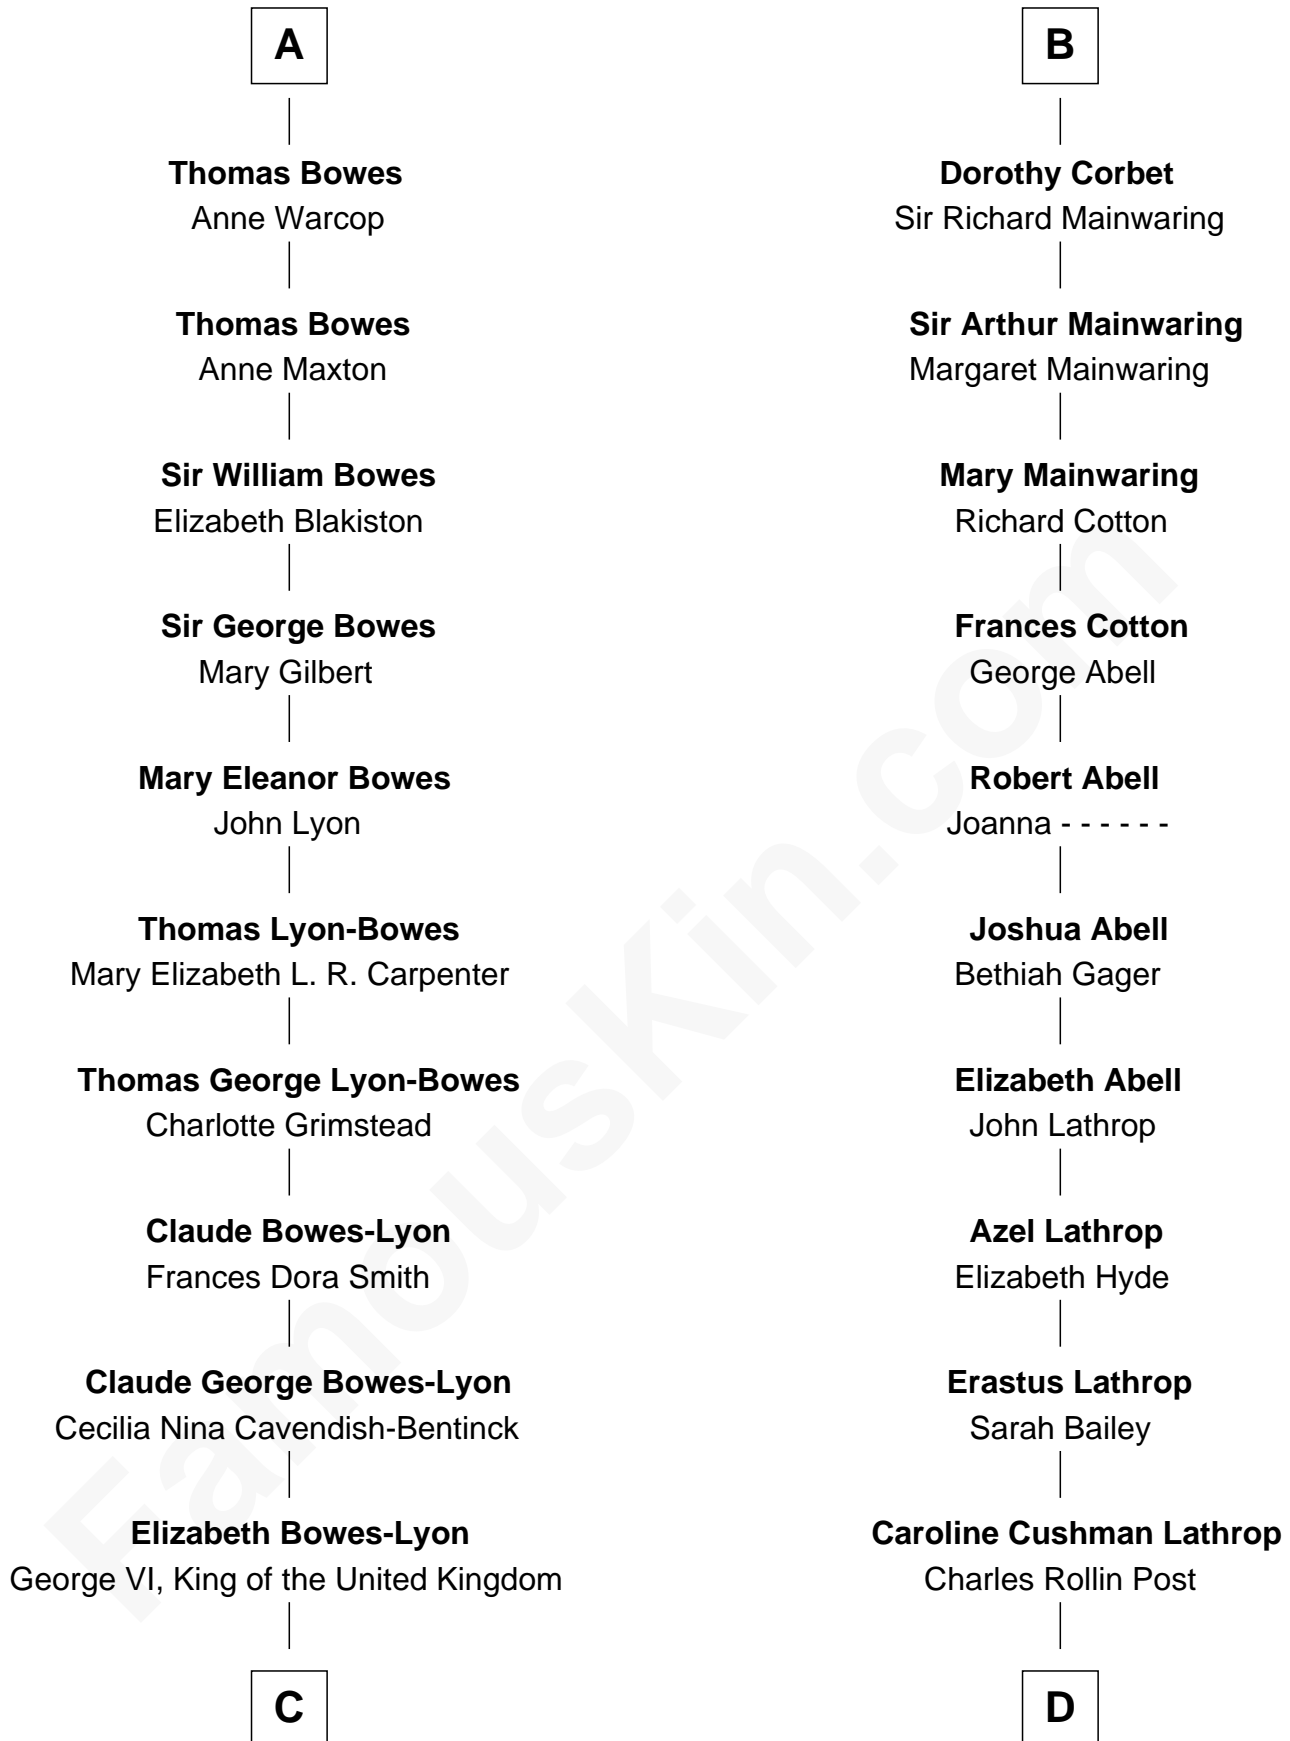 A
Thomas Bowes
Anne Warcop
Thomas Bowes
Anne Maxton
Sir William Bowes
Elizabeth Blakiston
Sir George Bowes
Mary Gilbert
Mary Eleanor Bowes
John Lyon
Thomas Lyon-Bowes
Mary Elizabeth L. R. Carpenter
Thomas George Lyon-Bowes
Charlotte Grimstead
Claude Bowes-Lyon
Frances Dora Smith
Claude George Bowes-Lyon
Cecilia Nina Cavendish-Bentinck
Elizabeth Bowes-Lyon
George VI, King of the United Kingdom
C
B
Dorothy Corbet
Sir Richard Mainwaring
Sir Arthur Mainwaring
Margaret Mainwaring
Mary Mainwaring
Richard Cotton
Frances Cotton
George Abell
Robert Abell
Joanna - - - - - -
Joshua Abell
Bethiah Gager
Elizabeth Abell
John Lathrop
Azel Lathrop
Elizabeth Hyde
Erastus Lathrop
Sarah Bailey
Caroline Cushman Lathrop
Charles Rollin Post
D
FamousKin.com